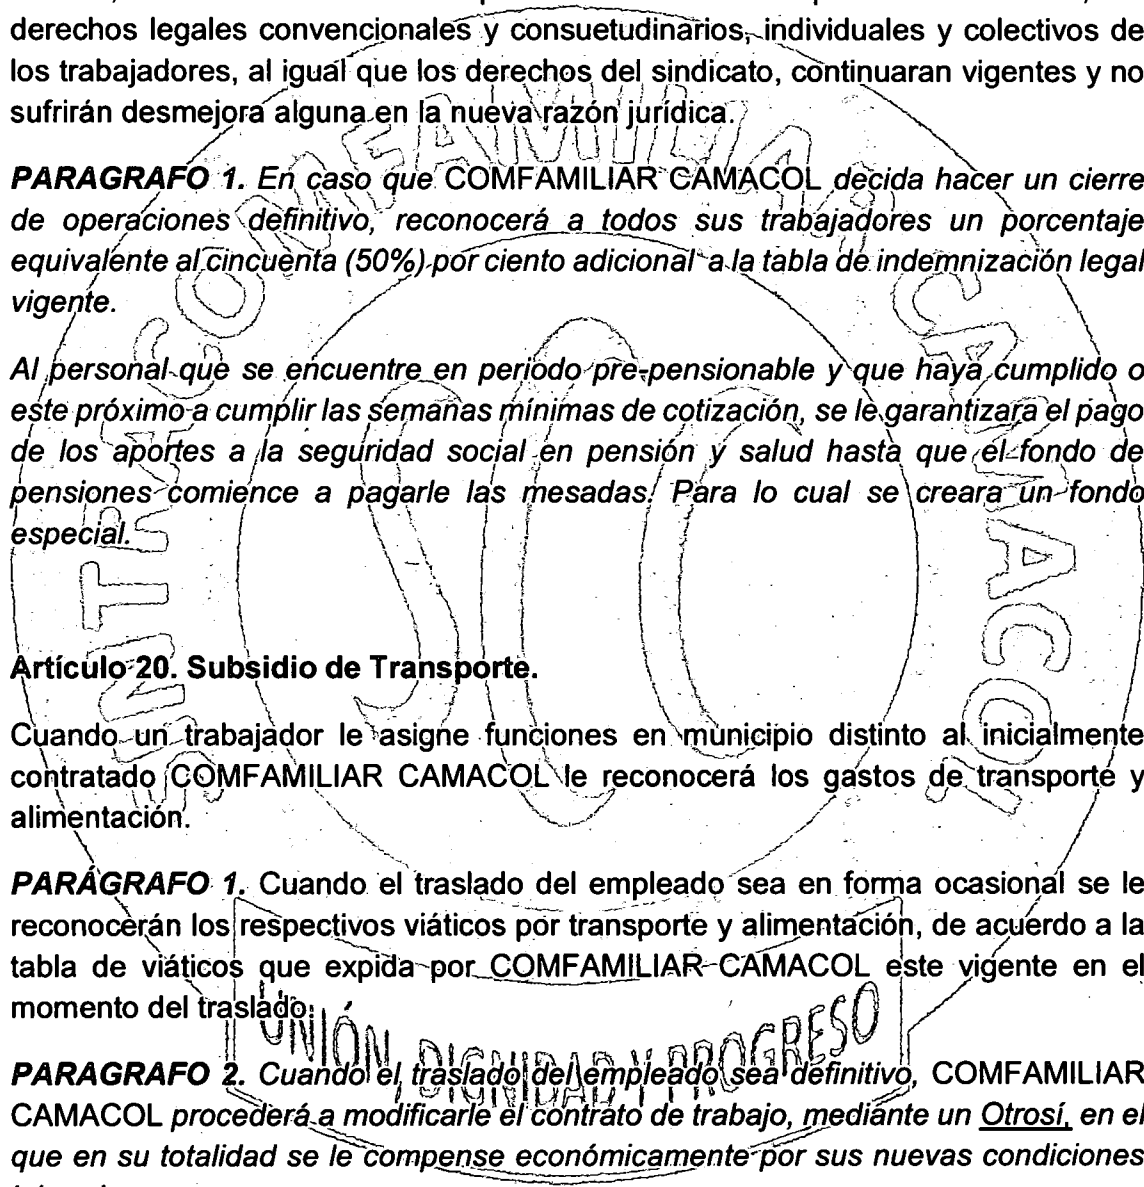 derechos legales convencionales y consuetudinarios, individuales y colectivos de
los trabajadores, al igual que los derechos del sindicato, continuaran vigentes y no
sufrirán desmejora alguna en la nueva razón jurídica.
PARAGRAFO 1. En caso que COMFAMILIAR CAMACOL decida hacer un cierre
de operaciones definitivo, reconocerá a todos sus trabajadores un porcentaje
equivalente al cincuenta (50%) por ciento adicional a la tabla de indemnización legal
vigente.
Al personal que se encuentre en periodo pre-pensionable y que haya cumplido o
este próximo a cumplir las semanas mínimas de cotización, se le garantizara el pago
de los aportes a la seguridad social en pensión y salud hasta que el fondo de
pensiones comience a pagarle las mesadas. Para lo cual se creara un fondo
especial.
Artículo 20. Subsidio de Transporte.
Cuando un trabajador le asigne funciones en municipio distinto al inicialmente
contratado COMFAMILIAR CAMACOL le reconocerá los gastos de transporte y
alimentación.
PARÁGRAFO 1. Cuando el traslado del empleado sea en forma ocasional se le
reconocerán los respectivos viáticos por transporte y alimentación, de acuerdo a la
tabla de viáticos que expida por COMFAMILIAR CAMACOL este vigente en el
momento del traslado.
PARAGRAFO 2. Cuando el traslado del empleado sea definitivo, COMFAMILIAR
CAMACOL procederá a modificarle el contrato de trabajo, mediante un Otrosí, en el
que en su totalidad se le compense económicamente por sus nuevas condiciones
SINTRACOMFAMILIAR CAMACOL
SCC
UNIÓN, DIGNIDAD Y PROGRESO